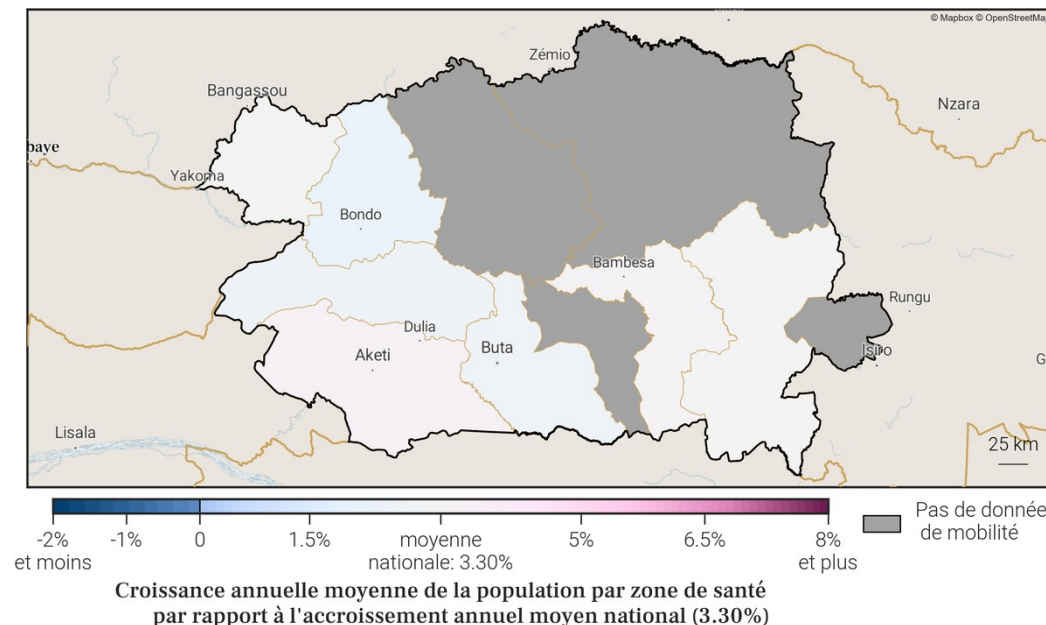 © Mapbox © OpenStreetMa
Zémio
Bangassou
Nzara
baye
Yakoma
Bondo
Bambesa
Rungu
Dulia
Buta
Aketi
Isiro
G
Lisala
25 km
-2%
et moins
-1%
0
1.5%
moyenne
nationale: 3.30%
5%
6.5%
8%
et plus
Pas de donnée
de mobilité
Croissance annuelle moyenne de la population par zone de santé
par rapport à l'accroissement annuel moyen national (3.30%)